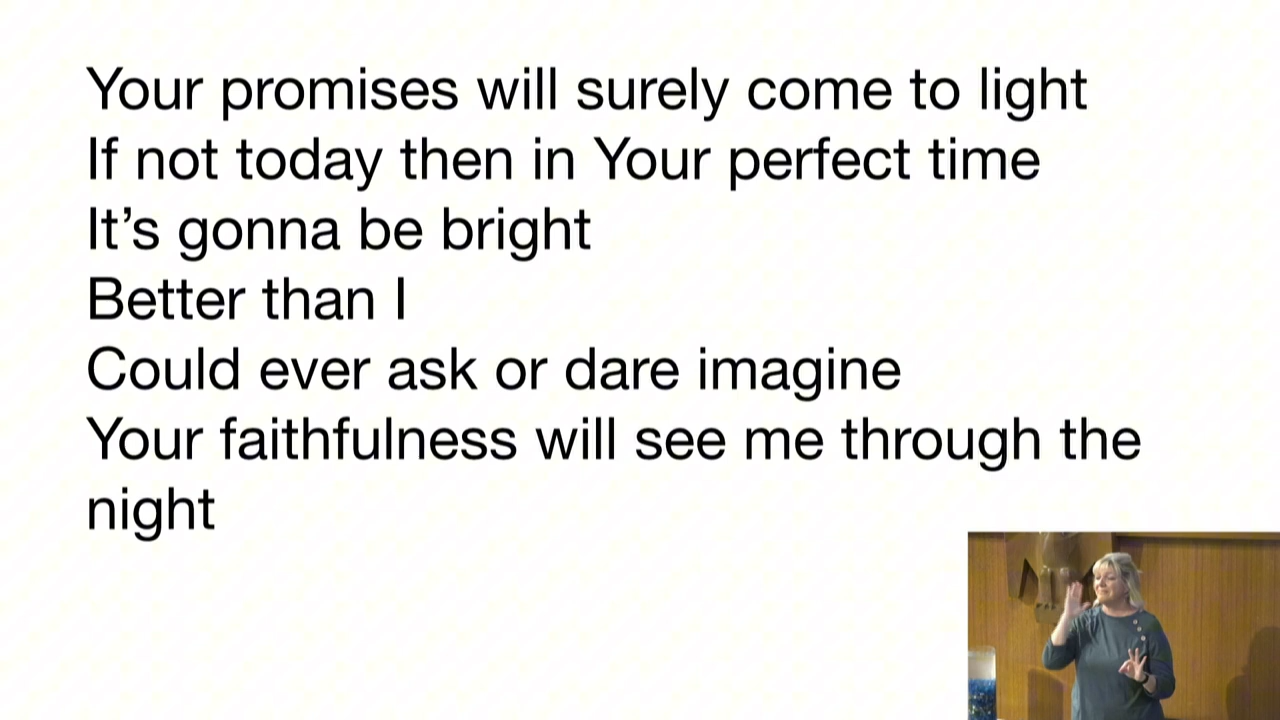 Your promises will surely come to light
If not today then in Your perfect time
It’s gonna be bright
Better than I
Could ever ask or dare imagine
Your faithfulness will see me through the
night